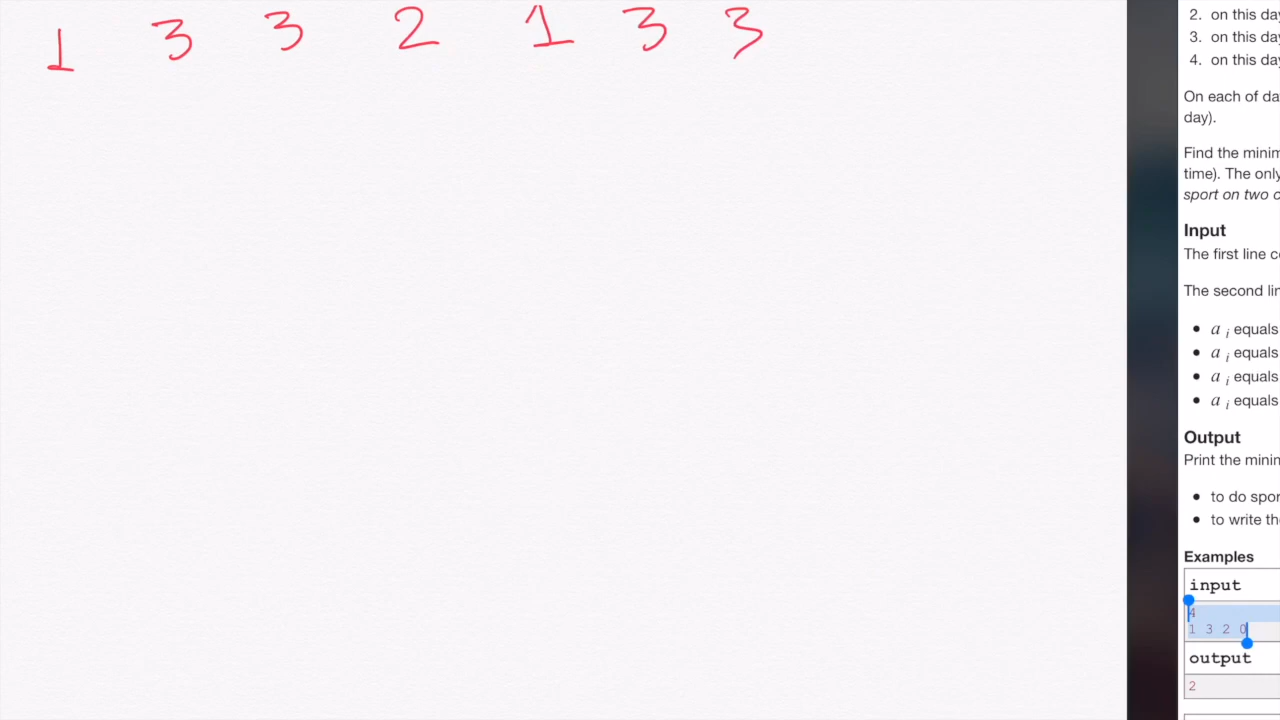 1 3 3 2 1 3 3
2. on this day
3. on this day
4. on this day
On each of da
day).
Find the minim
time). The only
sport on two c
Input
The first line c
The second lin
• a i equals
• a i equals
• a i equals
• a i equals
Output
Print the minim
• to do spor
• to write the
Examples
input
4
1 3 2 0
output
2